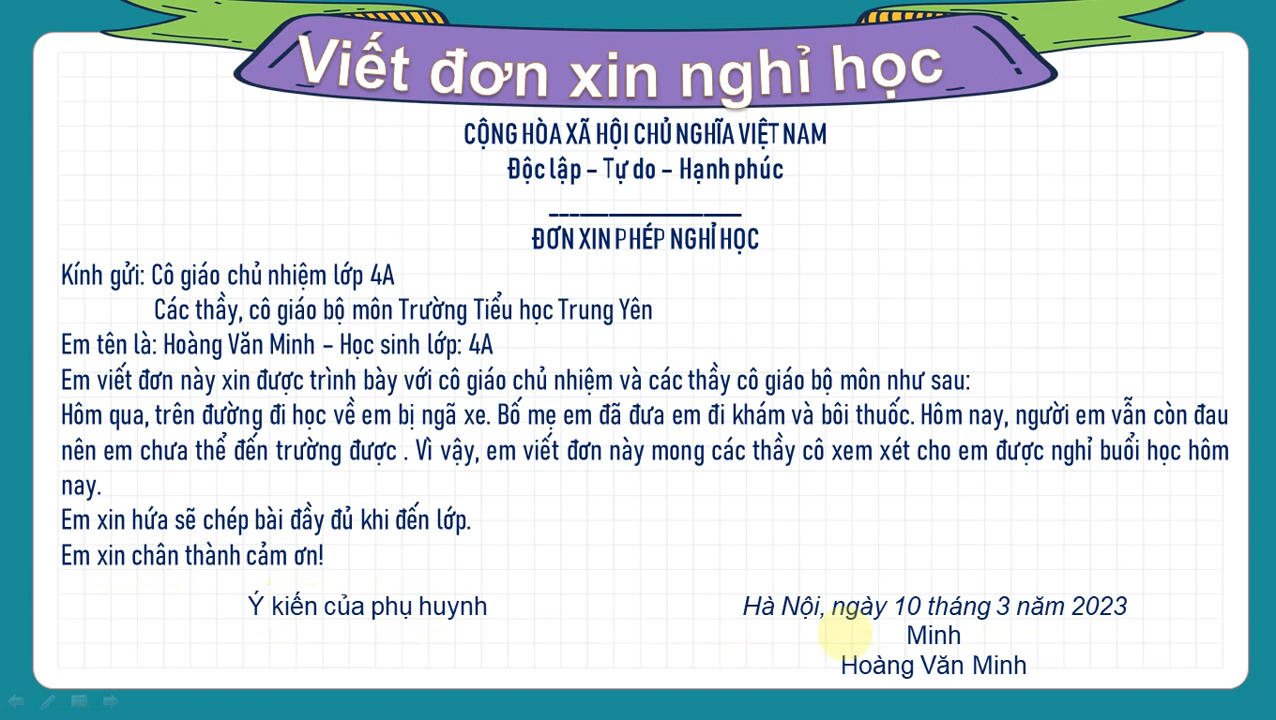 Viết đơn xin nghỉ học
CỘNG HÒA XÃ HỘI CHỦ NGHĨA VIỆT NAM
Độc lập – Tự do – Hạnh phúc
___________________
ĐƠN XIN PHÉP NGHỈ HỌC
Kính gửi: Cô giáo chủ nhiệm lớp 4A
Các thầy, cô giáo bộ môn Trường Tiểu học Trung Yên
Em tên là: Hoàng Văn Minh – Học sinh lớp: 4A
Em viết đơn này xin được trình bày với cô giáo chủ nhiệm và các thầy cô giáo bộ môn như sau:
Hôm qua, trên đường đi học về em bị ngã xe. Bố mẹ em đã đưa em đi khám và bôi thuốc. Hôm nay, người em vẫn còn đau
nên em chưa thể đến trường được . Vì vậy, em viết đơn này mong các thầy cô xem xét cho em được nghỉ buổi học hôm
nay.
Em xin hứa sẽ chép bài đầy đủ khi đến lớp.
Em xin chân thành cảm ơn!
Ý kiến của phụ huynh
Hà Nội, ngày 10 tháng 3 năm 2023
Minh
Hoàng Văn Minh